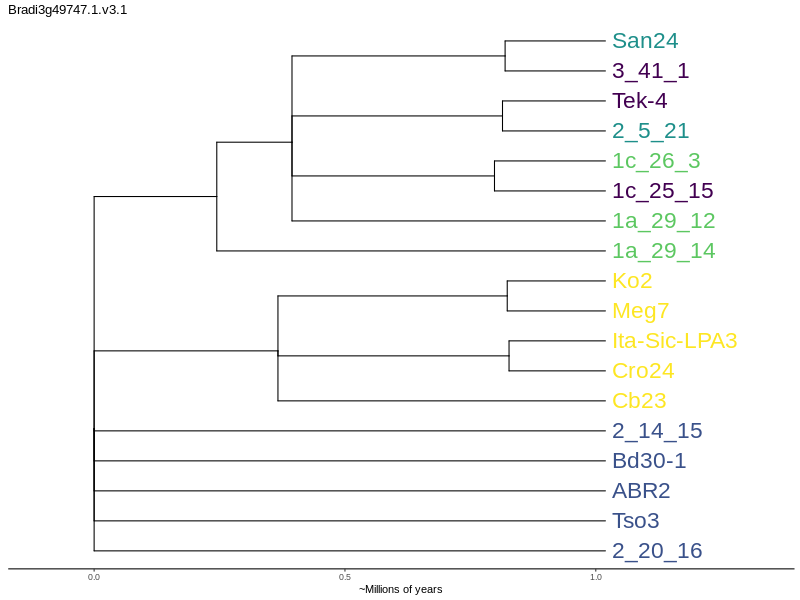 Bradi3g49747.1.v3.1
San24
3_41_1
Tek-4
2_5_21
1c_26_3
1c_25_15
1a_29_12
1a_29_14
Ko2
Meg7
Ita-Sic-LPA3
Cro24
Cb23
2_14_15
Bd30-1
ABR2
Tso3
2_20_16
0.0 0.5 1.0
~Millions of years